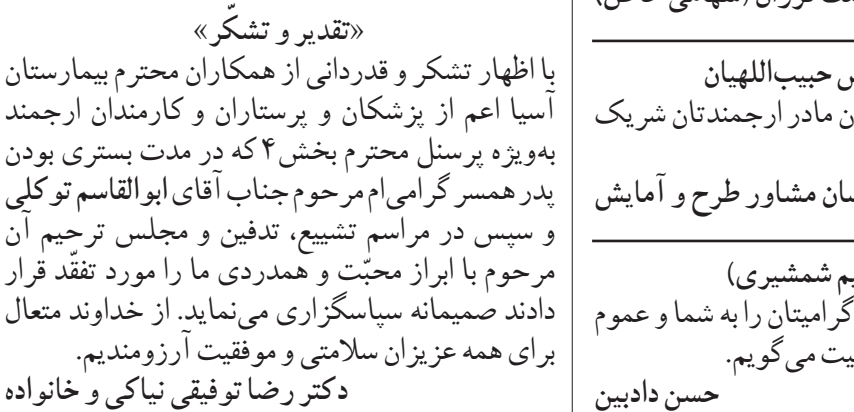 س حبیب‌اللهیان
ن مادر ارجمندتان شریک
سان مشاور طرح و آمایش
یم شمشیری)
گرامیتان را به شما و عموم
یت می‌گویم.
حسن دادبین
«تقدیر و تشکّر»
با اظهار تشکر و قدردانی از همکاران محترم بیمارستان
آسیا اعم از پزشکان و پرستاران و کارمندان ارجمند
به‌ویژه پرسنل محترم بخش ۴ که در مدت بستری بودن
پدر همسر گرامی‌ام مرحوم جناب آقای ابوالقاسم توکلی
و سپس در مراسم تشییع، تدفین و مجلس ترحیم آن
مرحوم با ابراز محبّت و همدردی ما را مورد تفقّد قرار
دادند صمیمانه سپاسگزاری می‌نماید. از خداوند متعال
برای همه عزیزان سلامتی و موفقیت آرزومندیم.
دکتر رضا توفیقی نیاکی و خانواده